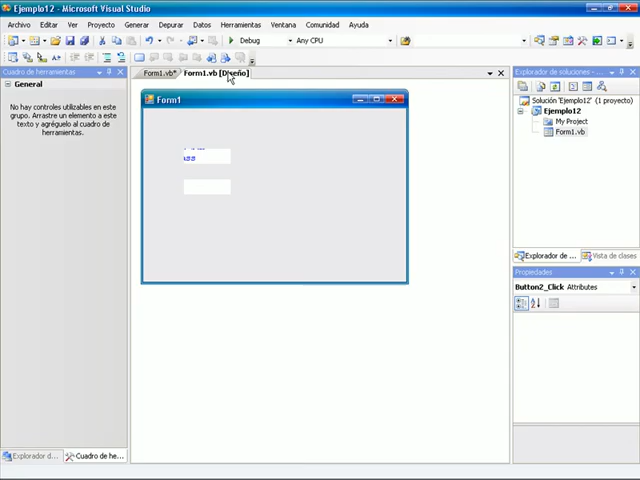 Ejemplo12 - Microsoft Visual Studio
Archivo Editar Ver Proyecto Generar Depurar Datos Herramientas Ventana Comunidad Ayuda
Debug Any CPU
Cuadro de herramientas
General
No hay controles utilizables en este
grupo. Arrastre un elemento a este
texto y agréguelo al cuadro de
herramientas.
Explorador d...
Cuadro de he...
Form1.vb*
Form1.vb [Diseño]
Form1
Explorador de soluciones - ...
Solución 'Ejemplo12' (1 proyecto)
Ejemplo12
My Project
Form1.vb
Explorador de ...
Vista de clases
Propiedades
Button2_Click Attributes